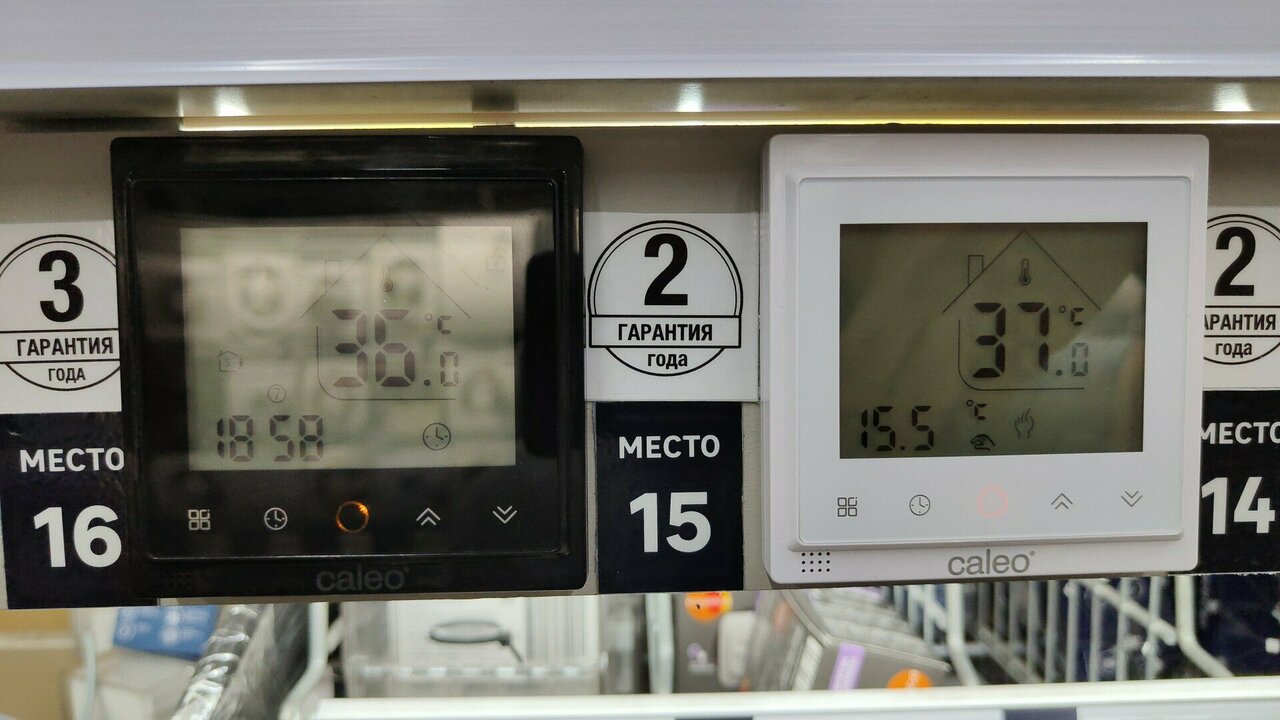 3
ГАРАНТИЯ
ГОДА
МЕСТО
16
36.0 °C
18 58
caleo
2
ГАРАНТИЯ
года
МЕСТО
15
37.0 °C
15.5 °C
caleo
2
АРАНТИЯ
года
МЕСТО
14